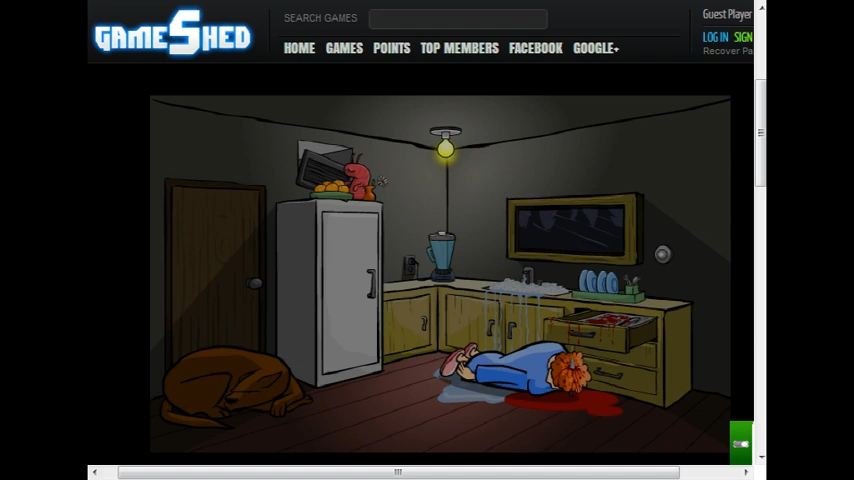 GAMESHED
SEARCH GAMES
HOME GAMES POINTS TOP MEMBERS FACEBOOK GOOGLE+
Guest Player
LOG IN SIGN
Recover Pa